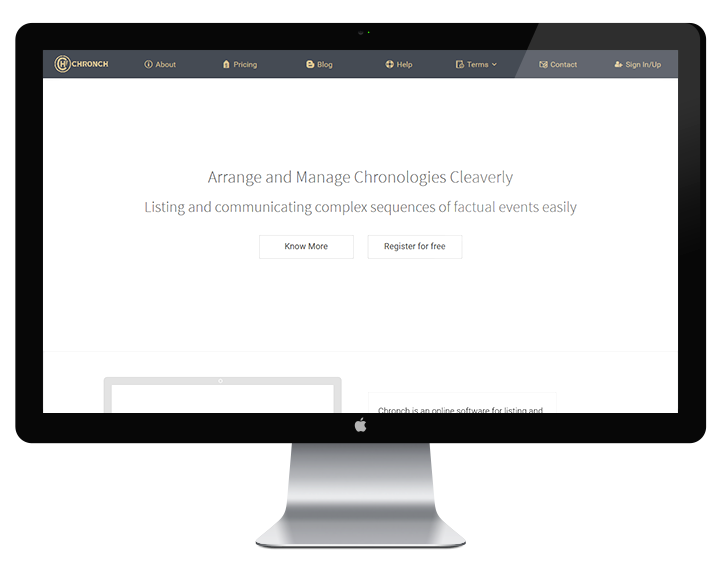 CHRONCH About Pricing Blog Help Terms Contact Sign In/Up
Arrange and Manage Chronologies Cleaverly
Listing and communicating complex sequences of factual events easily
Know More Register for free
Chronch is an online software for listing and